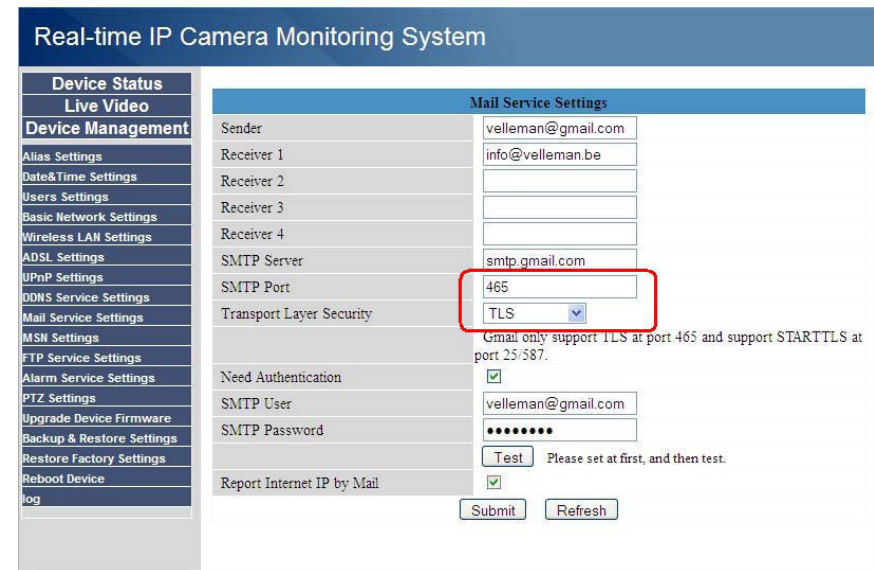 Real-time IP Camera Monitoring System
Device Status
Live Video
Device Management
Alias Settings
Date&Time Settings
Users Settings
Basic Network Settings
Wireless LAN Settings
ADSL Settings
UPnP Settings
DDNS Service Settings
Mail Service Settings
MSN Settings
FTP Service Settings
Alarm Service Settings
PTZ Settings
Upgrade Device Firmware
Backup & Restore Settings
Restore Factory Settings
Reboot Device
log
Mail Service Settings
Sender velleman@gmail.com
Receiver 1 info@velleman.be
Receiver 2
Receiver 3
Receiver 4
SMTP Server smtp.gmail.com
SMTP Port 465
Transport Layer Security TLS
Gmail only support TLS at port 465 and support STARTTLS at
port 25/587.
Need Authentication
SMTP User velleman@gmail.com
SMTP Password ••••••••
Test Please set at first, and then test.
Report Internet IP by Mail
Submit Refresh